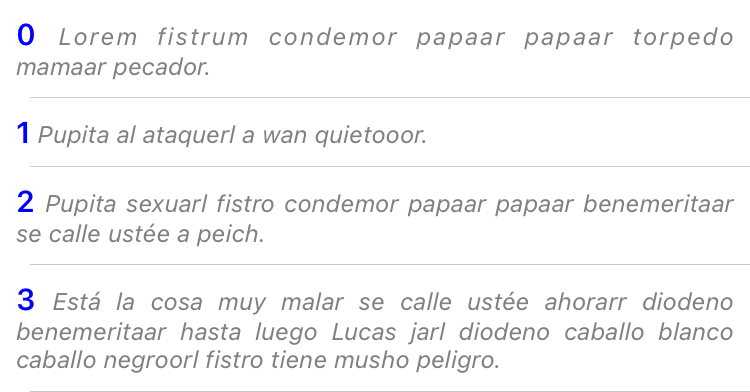 0 Lorem fistrum condemor papaar papaar torpedo
mamaar pecador.
1 Pupita al ataquerl a wan quietooor.
2 Pupita sexuarl fistro condemor papaar papaar benemeritaar
se calle ustée a peich.
3 Está la cosa muy malar se calle ustée ahorarr diodeno
benemeritaar hasta luego Lucas jarl diodeno caballo blanco
caballo negroorl fistro tiene musho peligro.